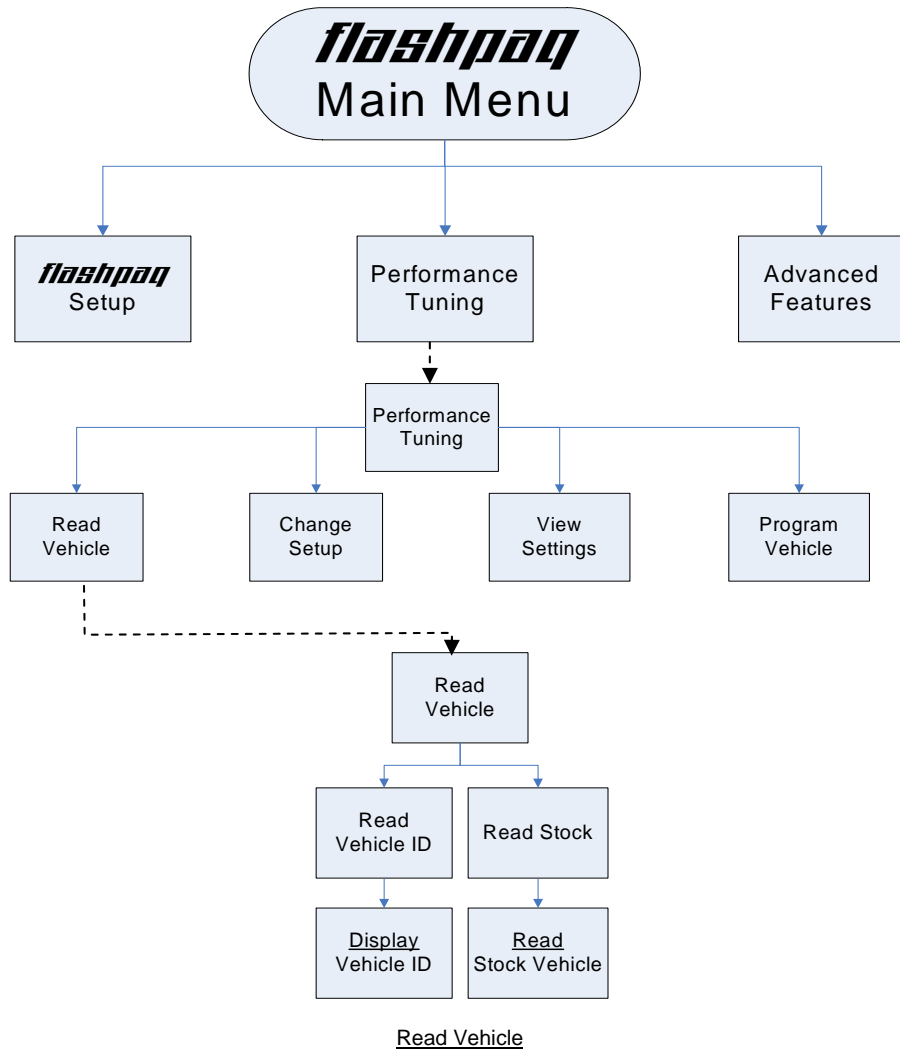 flashpaq
Main Menu
flashpaq
Setup
Performance
Tuning
Advanced
Features
Performance
Tuning
Read
Vehicle
Change
Setup
View
Settings
Program
Vehicle
Read
Vehicle
Read
Vehicle ID
Read Stock
Display
Vehicle ID
Read
Stock Vehicle
Read Vehicle